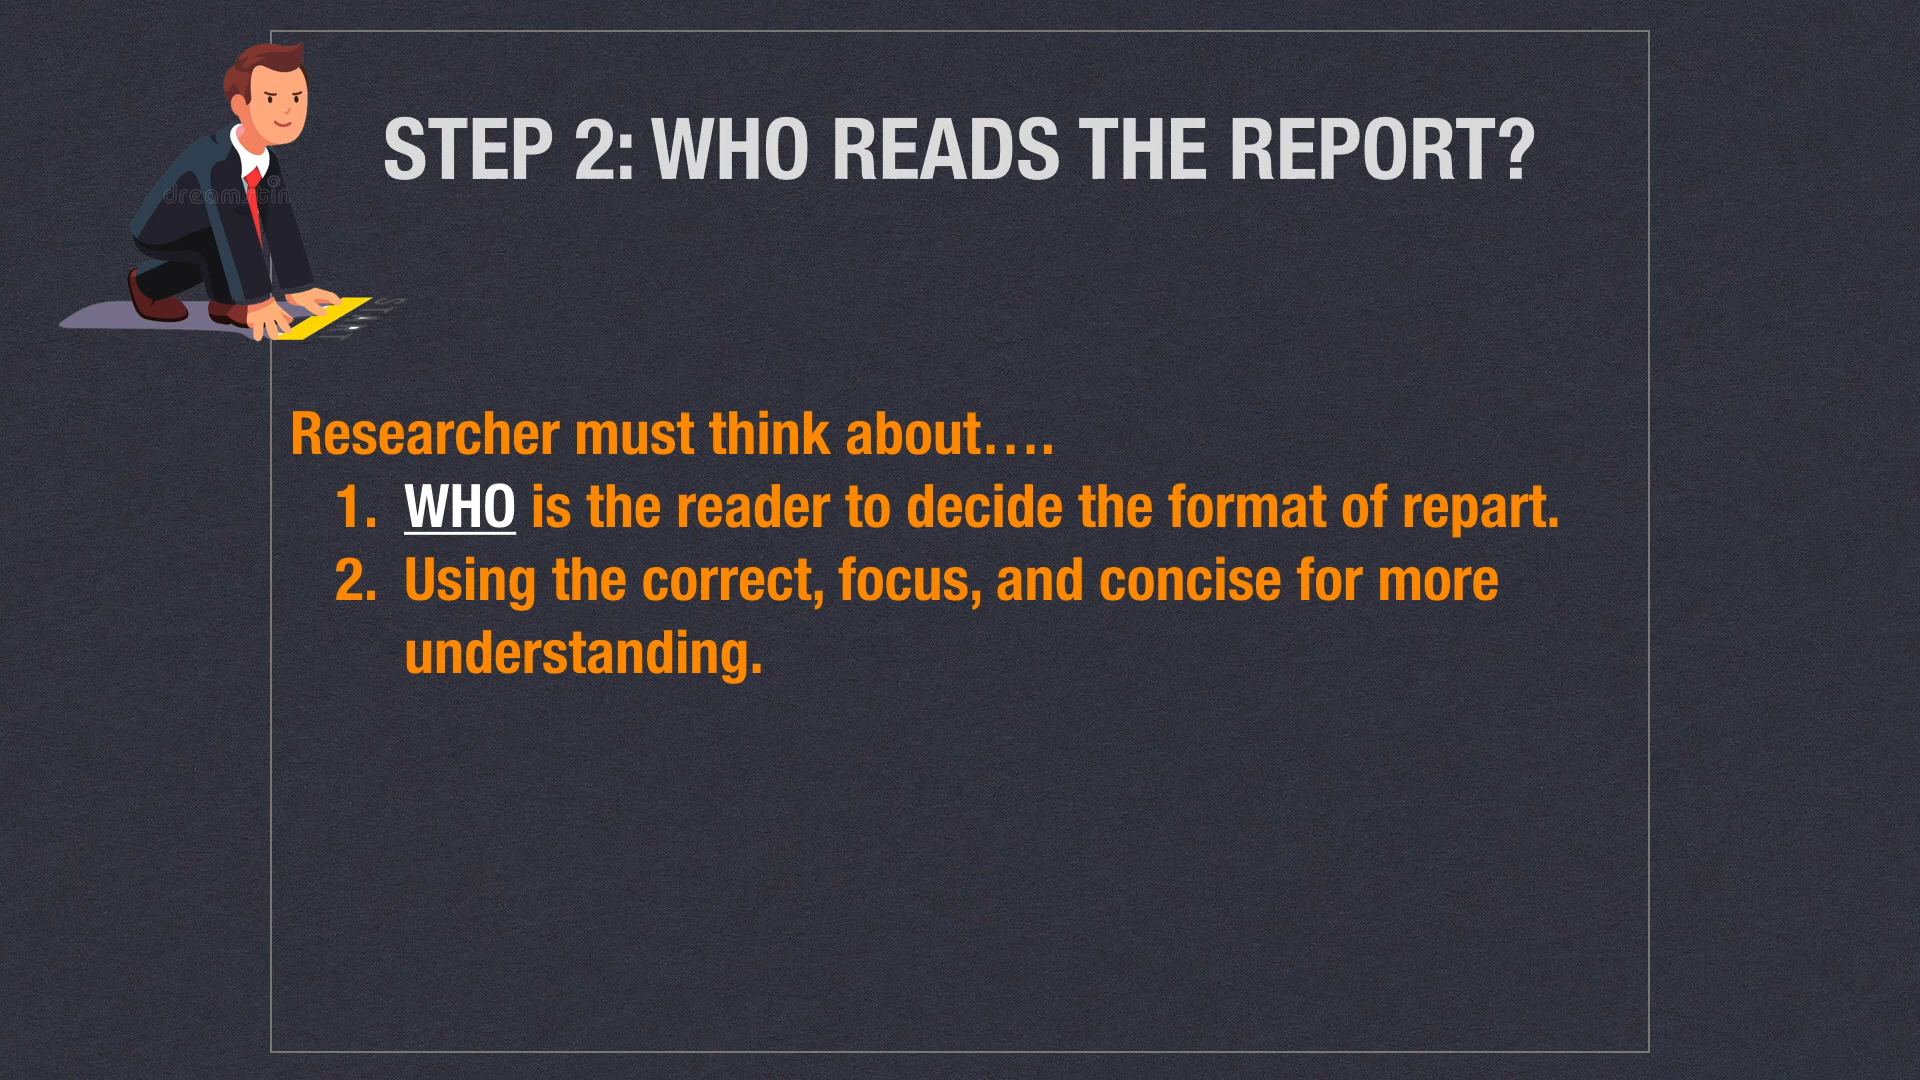 STEP 2: WHO READS THE REPORT?
dreamstim
Researcher must think about….
1. WHO is the reader to decide the format of repart.
2. Using the correct, focus, and concise for more
understanding.